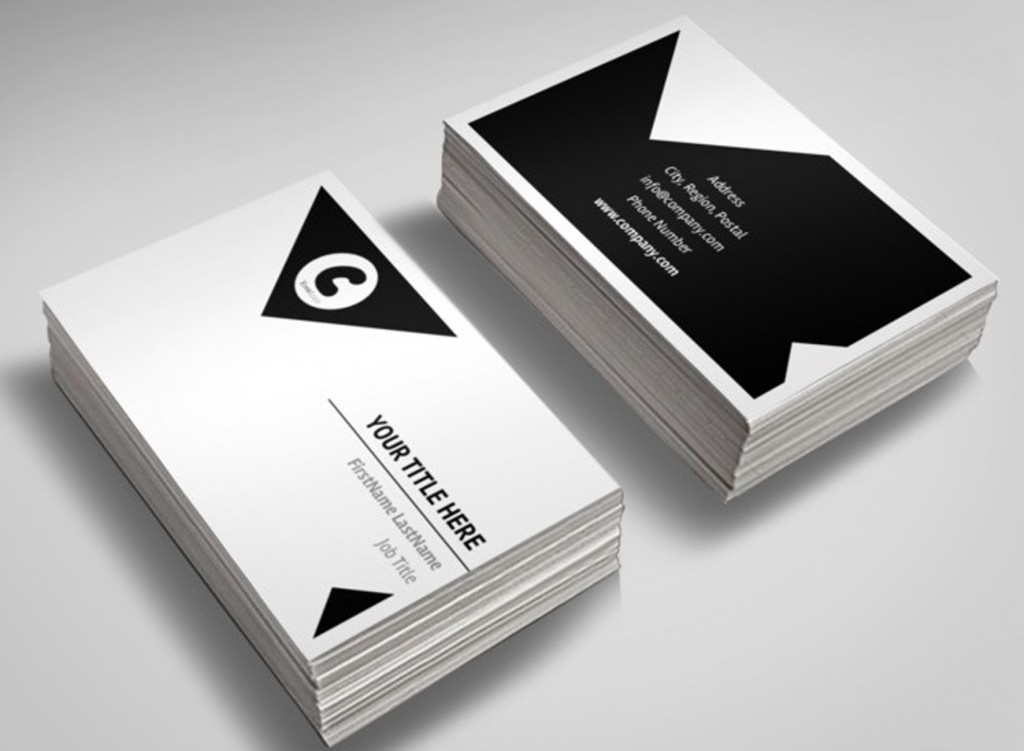 YOUR TITLE HERE
FirstName LastName
Job Title
Address
City, Region, Postal
info@company.com
Phone Number
www.company.com